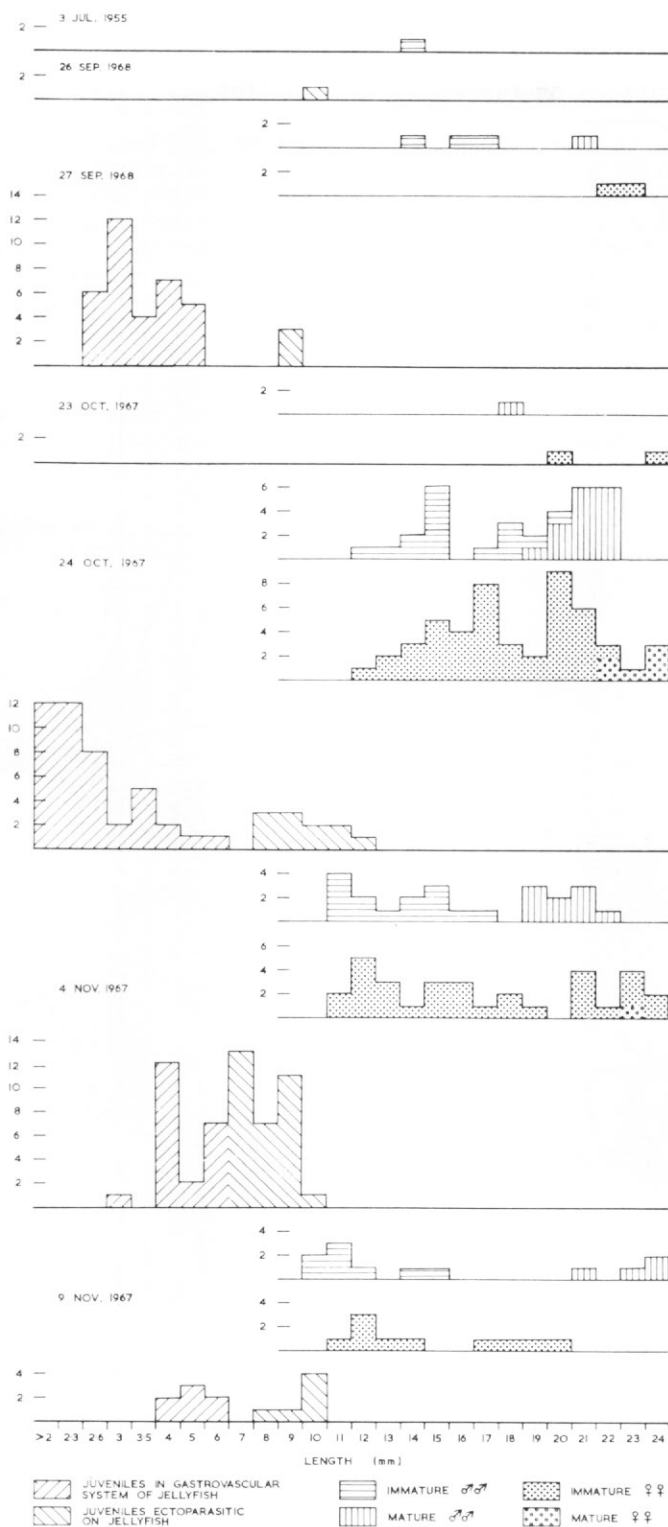 3 JUL. 1955
2
26 SEP. 1968
2
2
27 SEP. 1968
2
14
12
10
8
6
4
2
23 OCT. 1967
2
2
6
4
2
24 OCT. 1967
8
6
4
2
12
10
8
6
4
2
4
2
4 NOV. 1967
6
4
2
14
12
10
8
6
4
2
4
2
9 NOV. 1967
4
2
4
2
>2 2·3 2·6 3 3·5 4 5 6 7 8 9 10 11 12 13 14 15 16 17 18 19 20 21 22 23 24
LENGTH (mm)
JUVENILES IN GASTROVASCULAR SYSTEM OF JELLYFISH
IMMATURE ♂♂
IMMATURE ♀♀
JUVENILES ECTOPARASITIC ON JELLYFISH
MATURE ♂♂
MATURE ♀♀